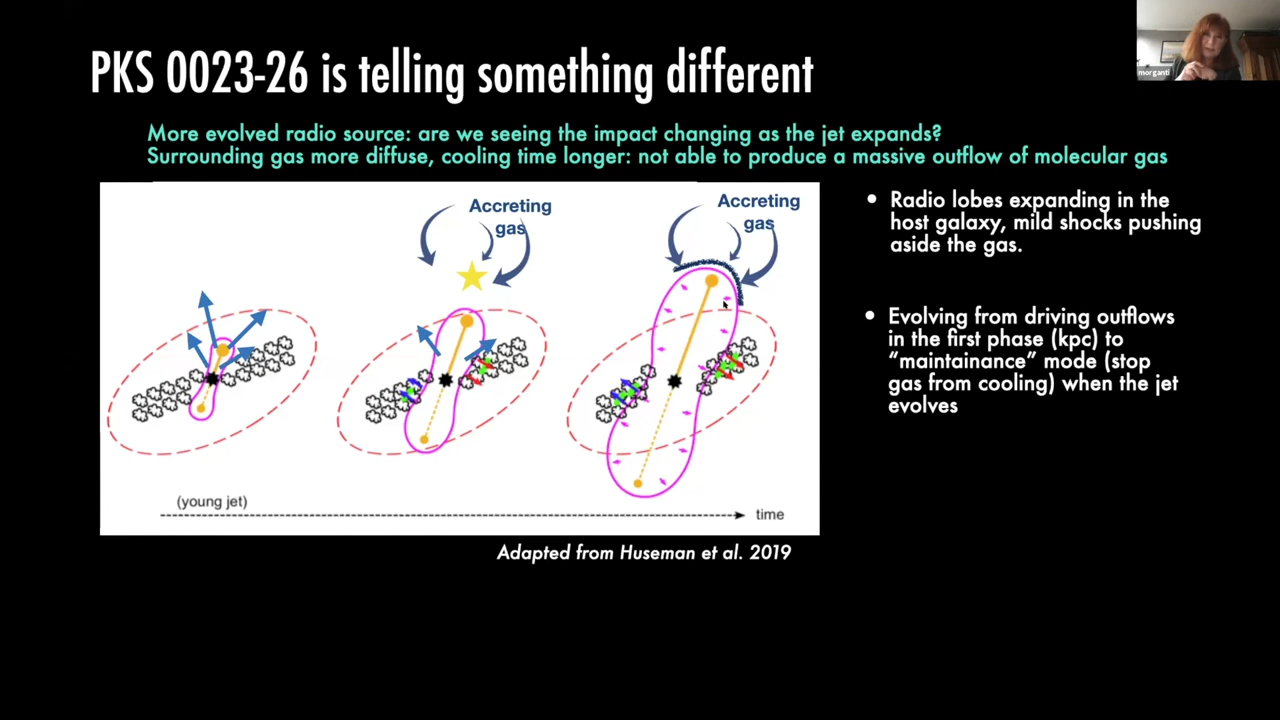 PKS 0023-26 is telling something different
morganti
More evolved radio source: are we seeing the impact changing as the jet expands?
Surrounding gas more diffuse, cooling time longer: not able to produce a massive outflow of molecular gas
Accreting
gas
Accreting
gas
(young jet)
time
Adapted from Huseman et al. 2019
• Radio lobes expanding in the
host galaxy, mild shocks pushing
aside the gas.
• Evolving from driving outflows
in the first phase (kpc) to
“maintainance” mode (stop
gas from cooling) when the jet
evolves